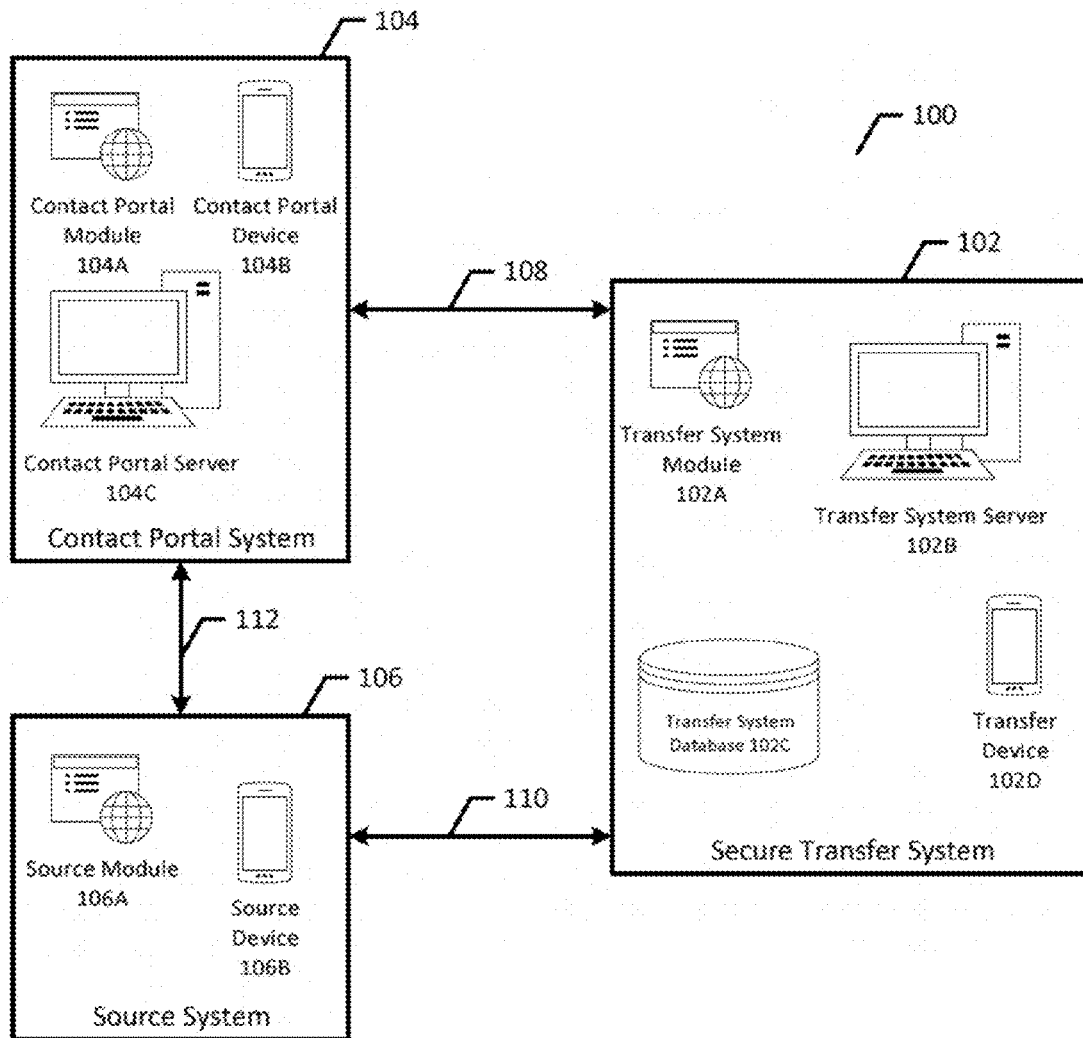 104
100
Contact Portal
Module
104A
Contact Portal
Device
104B
102
108
Contact Portal Server
104C
Contact Portal System
Transfer System
Module
102A
Transfer System Server
102B
112
106
Transfer System
Database 102C
Transfer
Device
102D
110
Secure Transfer System
Source Module
106A
Source
Device
106B
Source System